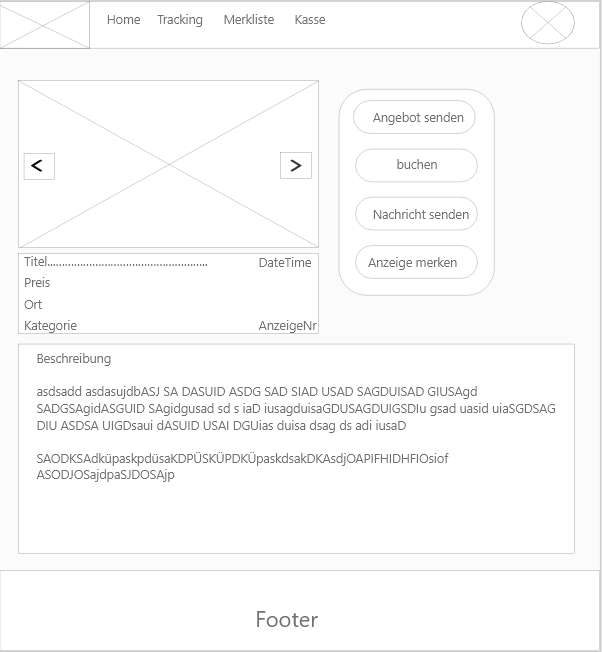 Home Tracking Merkliste Kasse
Angebot senden
buchen
Nachricht senden
Anzeige merken
< >
Titel.....................................................  DateTime
Preis
Ort
Kategorie AnzeigeNr
Beschreibung
asdsadd asdasujdbASJ SA DASUID ASDG SAD SIAD USAD SAGDUISAD GIUSAgd
SADGSAgidASGUID SAgidgusad sd s iaD iusagduisaGDUSAGDUIGSDIu gsad uasid uiaSGDSAG
DIU ASDSA UIGDsaui dASUID USAI DGUias duisa dsag ds adi iusaD
SAODKSAdküpaskpdüsaKDPÜSKÜPDKÜpaskdsakDKAsdjOAPIFHIDHFIOsiof
ASODJOSajdpaSJDOSAjp
Footer